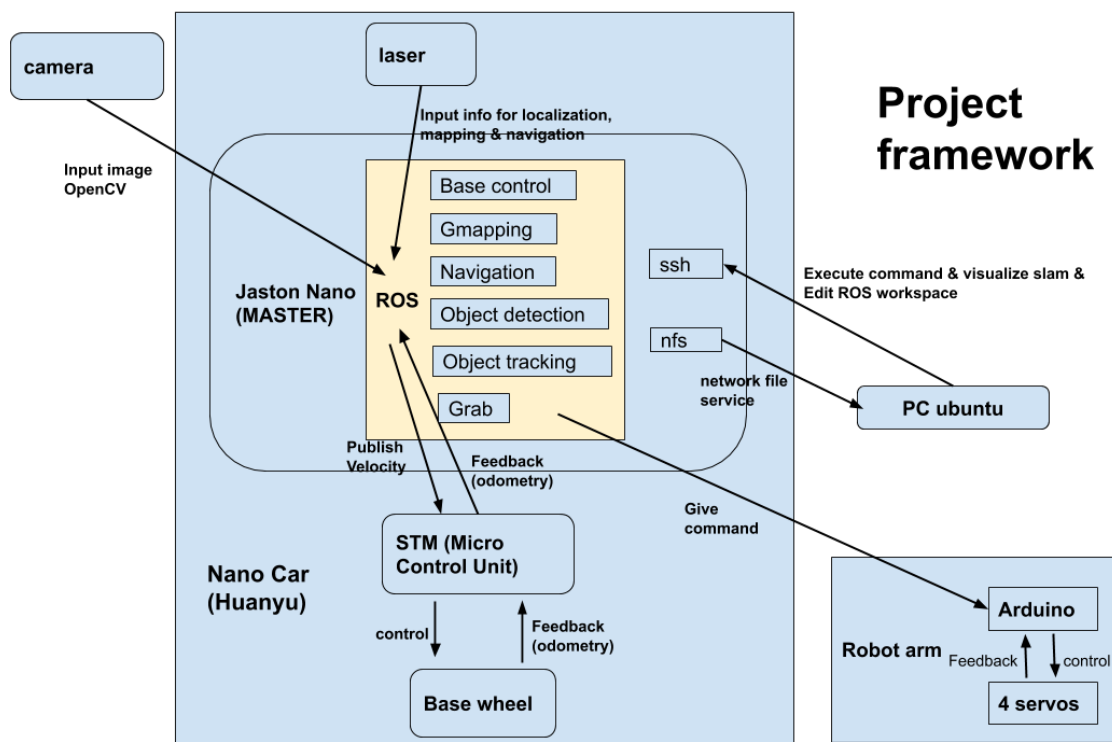 camera
laser
Project
framework
Input info for localization,
mapping & navigation
Input image
OpenCV
Base control
Gmapping
Navigation
Object detection
Object tracking
Grab
ROS
Jaston Nano
(MASTER)
ssh
nfs
Execute command & visualize slam &
Edit ROS workspace
network file
service
PC ubuntu
Publish
Velocity
Feedback
(odometry)
Give
command
STM (Micro
Control Unit)
Nano Car
(Huanyu)
control
Feedback
(odometry)
Base wheel
Arduino
Robot arm
Feedback
control
4 servos